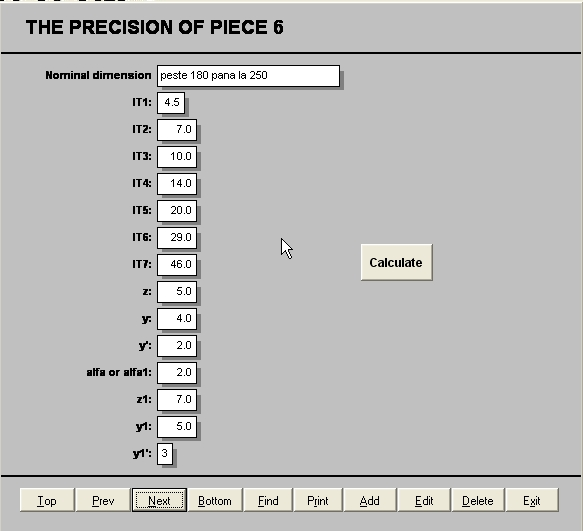 THE PRECISION OF PIECE 6
Nominal dimension peste 180 pana la 250
IT1: 4.5
IT2: 7.0
IT3: 10.0
IT4: 14.0
IT5: 20.0
IT6: 29.0
IT7: 46.0
Calculate
z: 5.0
y: 4.0
y': 2.0
alfa or alfa1: 2.0
z1: 7.0
y1: 5.0
y1': 3
Top Prev Next Bottom Find Print Add Edit Delete Exit